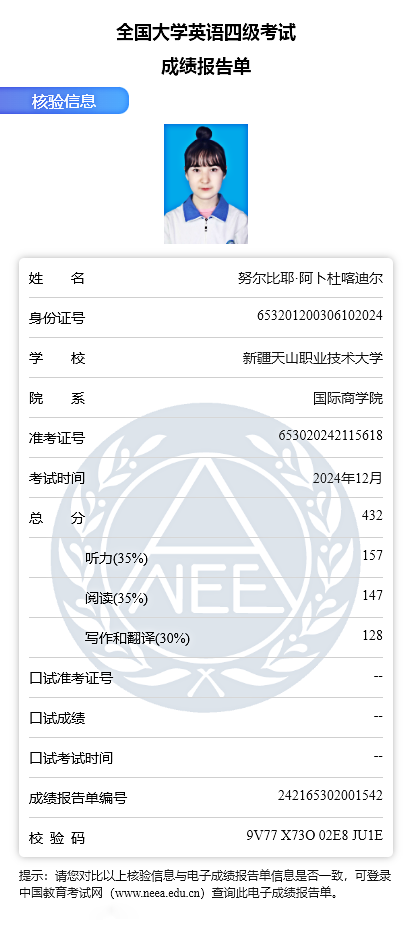 全国大学英语四级考试
成绩报告单
核验信息
姓 名 努尔比耶·阿卜杜喀迪尔
身份证号 653201200306102024
学 校 新疆天山职业技术大学
院 系 国际商学院
准考证号 653020242115618
考试时间 2024年12月
总 分 432
听力(35%) 157
阅读(35%) 147
写作和翻译(30%) 128
口试准考证号 --
口试成绩 --
口试考试时间 --
成绩报告单编号 242165302001542
校 验 码 9V77 X73O 02E8 JU1E
NEEA
提示：请您对比以上核验信息与电子成绩报告单信息是否一致，可登录
中国教育考试网（www.neea.edu.cn）查询此电子成绩报告单。